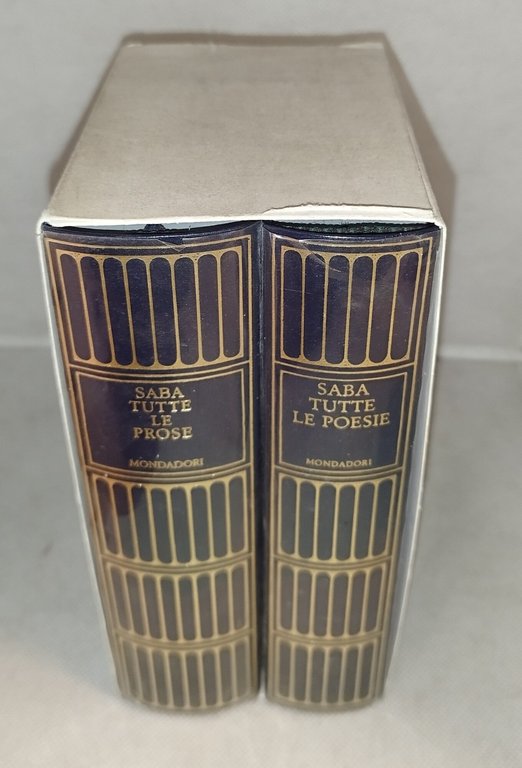 SABA
TUTTE
LE
PROSE
MONDADORI
SABA
TUTTE
LE POESIE
MONDADORI